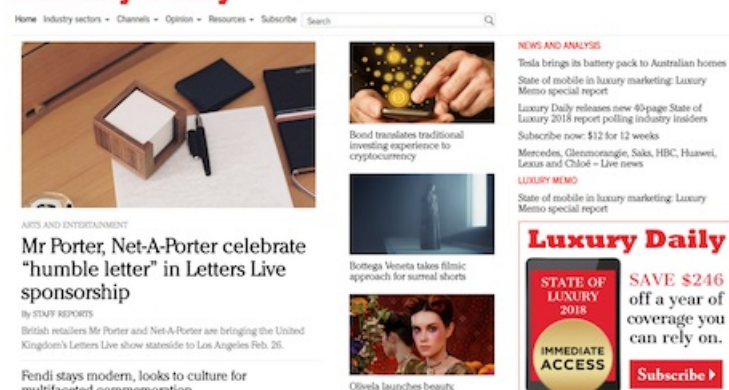 Home Industry sectors Channels Opinion Resources Subscribe Search
ARTS AND ENTERTAINMENT
Mr Porter, Net-A-Porter celebrate
“humble letter” in Letters Live
sponsorship
By STAFF REPORTS
British retailers Mr Porter and Net-A-Porter are bringing the United
Kingdom's Letters Live show stateside to Los Angeles Feb. 26.
Fendi stays modern, looks to culture for
multifaceted commemoration
Bond translates traditional
investing experience to
cryptocurrency
Bottega Veneta takes filmic
approach for surreal shorts
Olivela launches beauty,
NEWS AND ANALYSIS
Tesla brings its battery pack to Australian homes
State of mobile in luxury marketing: Luxury
Memo special report
Luxury Daily releases new 40-page State of
Luxury 2018 report polling industry insiders
Subscribe now: $12 for 12 weeks
Mercedes, Glenmorangie, Saks, HBC, Huawei,
Lexus and Chloé – Live news
LUXURY MEMO
State of mobile in luxury marketing: Luxury
Memo special report
Luxury Daily
STATE OF
LUXURY
2018
IMMEDIATE
ACCESS
SAVE $246
off a year of
coverage you
can rely on.
Subscribe